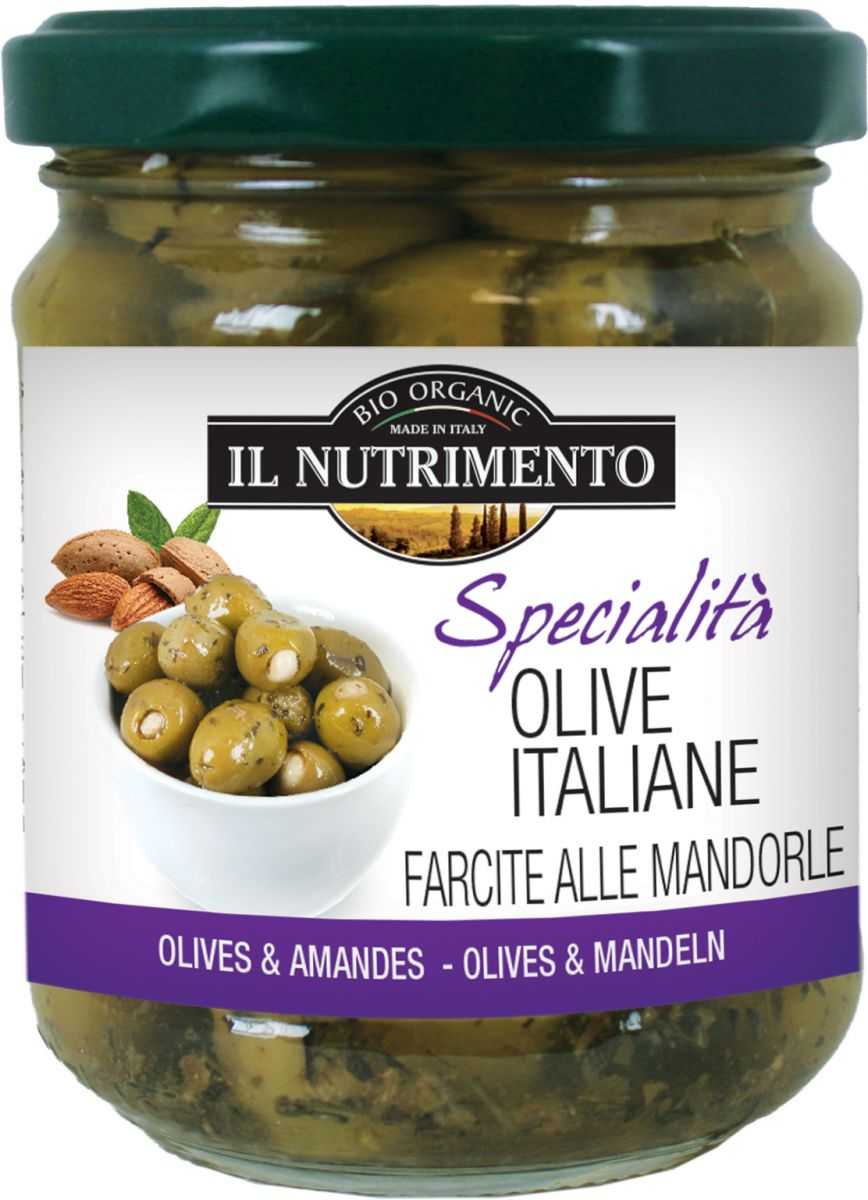 BIO ORGANIC
MADE IN ITALY
IL NUTRIMENTO
Specialità
OLIVE
ITALIANE
FARCITE ALLE MANDORLE
OLIVES & AMANDES - OLIVES & MANDELN